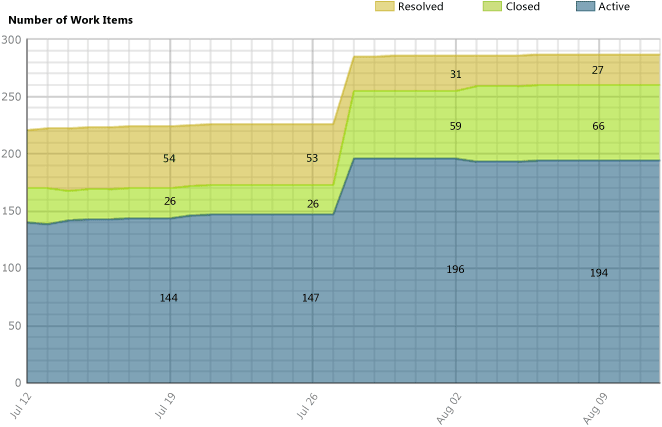 Resolved Closed Active
Number of Work Items
300
250
200
150
100
50
0
54 53 31 27
26 26 59 66
144 147 196 194
Jul 12 Jul 19 Jul 26 Aug 02 Aug 09